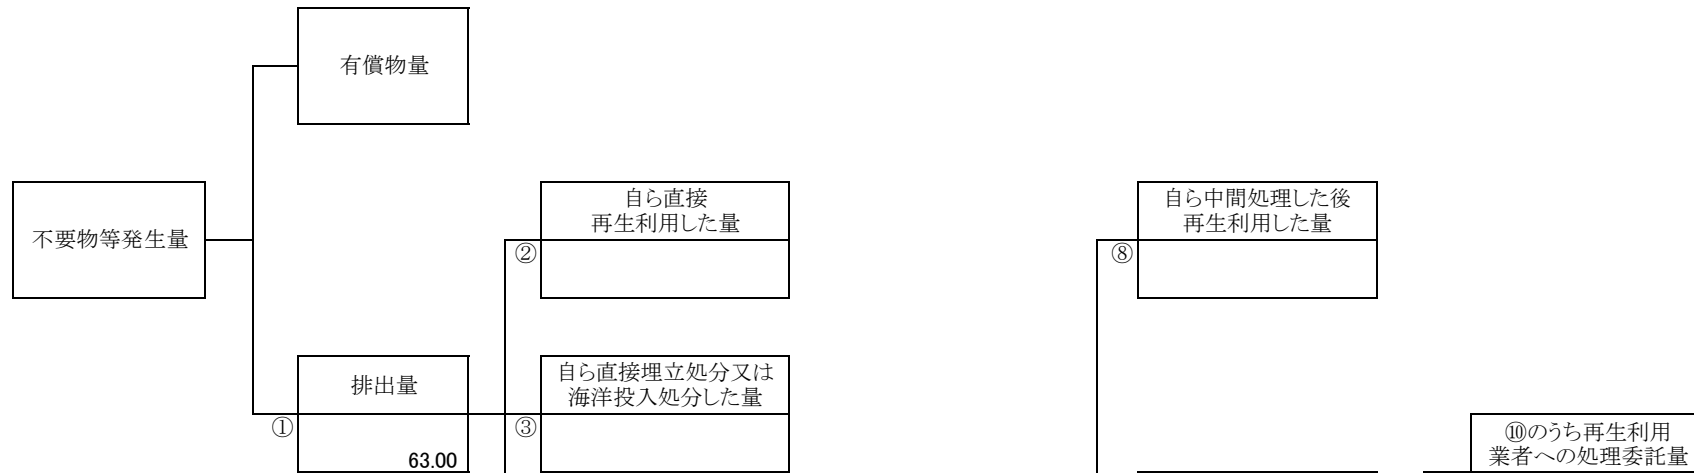 有償物量
不要物等発生量
自ら直接
再生利用した量
②
自ら中間処理した後
再生利用した量
⑧
排出量
①
63.00
自ら直接埋立処分又は
海洋投入処分した量
③
⑩のうち再生利用
業者への処理委託量